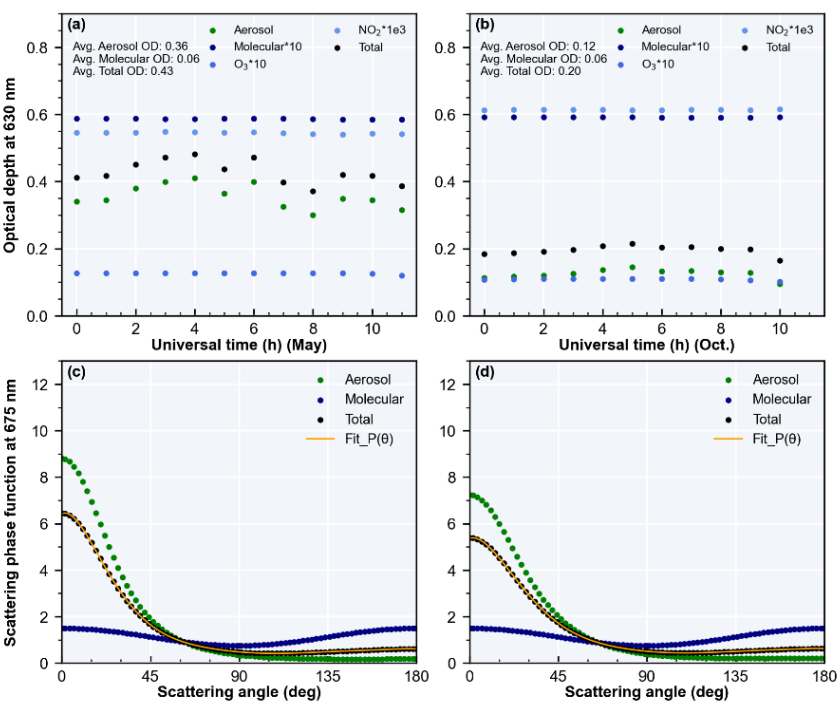 (a)
Avg. Aerosol OD: 0.36
Avg. Molecular OD: 0.06
Avg. Total OD: 0.43
Aerosol
Molecular*10
O₃*10
NO₂*1e3
Total
Optical depth at 630 nm
0.8
0.6
0.4
0.2
0.0
0 2 4 6 8 10
Universal time (h) (May)
(b)
Avg. Aerosol OD: 0.12
Avg. Molecular OD: 0.06
Avg. Total OD: 0.20
Aerosol
Molecular*10
O₃*10
NO₂*1e3
Total
0.8
0.6
0.4
0.2
0.0
0 2 4 6 8 10
Universal time (h) (Oct.)
(c)
Aerosol
Molecular
Total
Fit_P(θ)
Scattering phase function at 675 nm
12
10
8
6
4
2
0
0 45 90 135 180
Scattering angle (deg)
(d)
Aerosol
Molecular
Total
Fit_P(θ)
12
10
8
6
4
2
0
0 45 90 135 180
Scattering angle (deg)